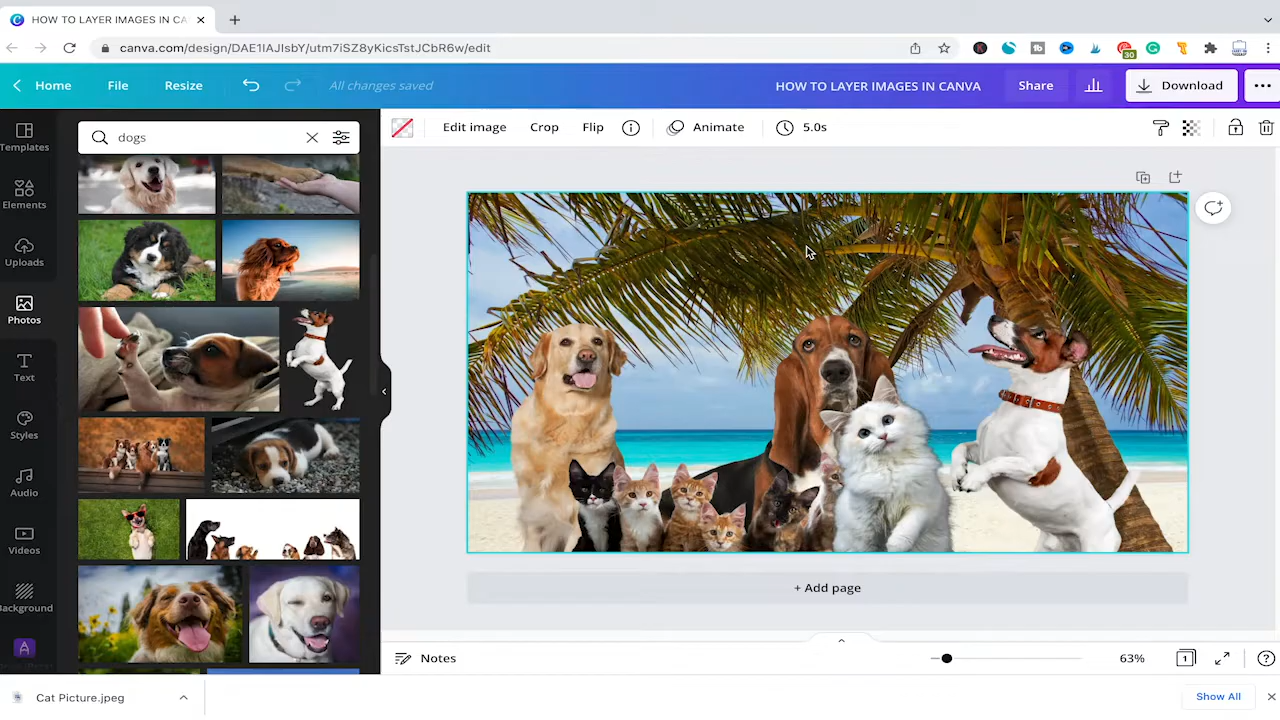 HOW TO LAYER IMAGES IN CA
canva.com/design/DAE1IAJIsbY/utm7iSZ8yKicsTstJCbR6w/edit
30
Home
File
Resize
All changes saved
HOW TO LAYER IMAGES IN CANVA
Share
Download
Templates
Elements
Uploads
Photos
Text
Styles
Audio
Videos
Background
dogs
Edit image
Crop
Flip
Animate
5.0s
+ Add page
Notes
63%
1
Cat Picture.jpeg
Show All